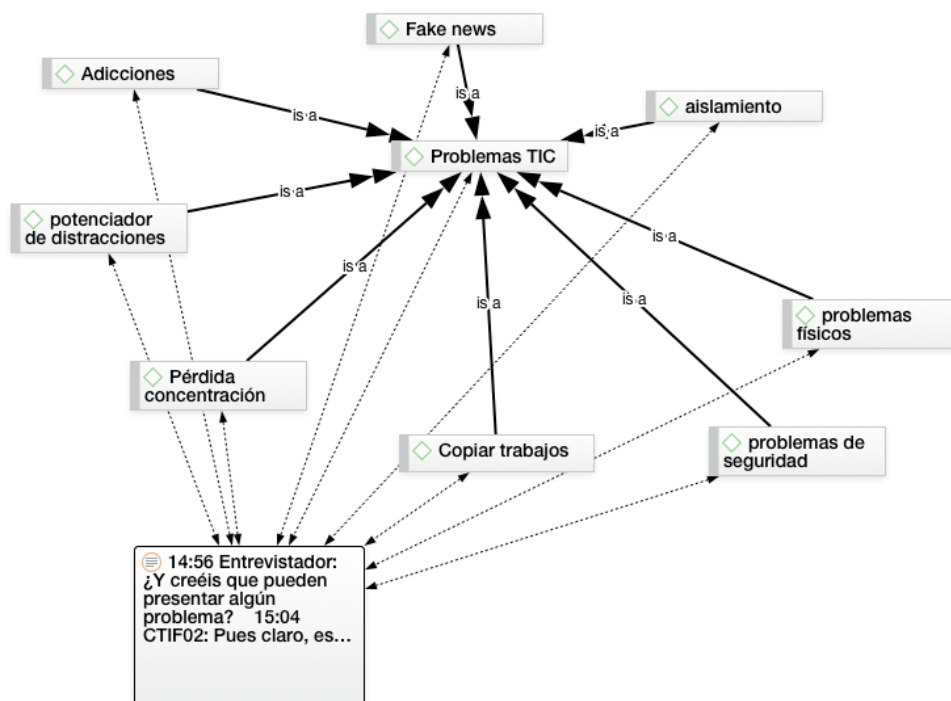 Fake news
Adicciones
is a
is a
aislamiento
is a
Problemas TIC
is a
potenciador
de distracciones
is a
is a
is a
is a
problemas
físicos
Pérdida
concentración
Copiar trabajos
problemas de
seguridad
14:56 Entrevistador:
¿Y creéis que pueden
presentar algún
problema? 15:04
CTIF02: Pues claro, es...